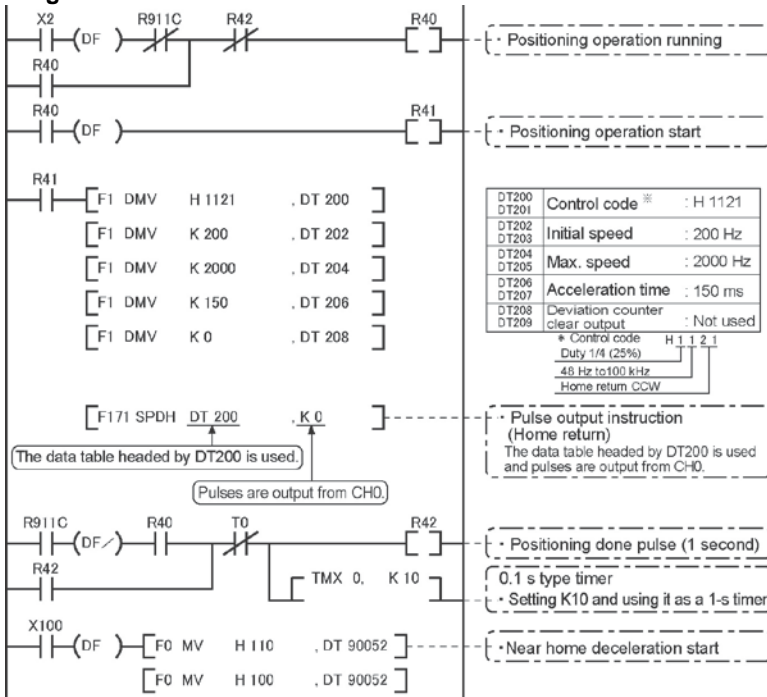 X2 R911C R42 R40
(DF )
· Positioning operation running
R40
R40 R41
(DF )
· Positioning operation start
R41
F1 DMV H 1121 , DT 200
F1 DMV K 200 , DT 202
F1 DMV K 2000 , DT 204
F1 DMV K 150 , DT 206
F1 DMV K 0 , DT 208
DT200 DT201 Control code ※ : H 1121
DT202 DT203 Initial speed : 200 Hz
DT204 DT205 Max. speed : 2000 Hz
DT206 DT207 Acceleration time : 150 ms
DT208 DT209 Deviation counter clear output : Not used
※ Control code H 1 1 2 1
Duty 1/4 (25%)
48 Hz to100 kHz
Home return CCW
F171 SPDH DT 200 , K 0
· Pulse output instruction
(Home return)
The data table headed by DT200 is used
and pulses are output from CH0.
The data table headed by DT200 is used.
Pulses are output from CH0.
R911C R40 T0 R42
(DF/)
· Positioning done pulse (1 second)
R42
TMX 0, K 10
0.1 s type timer
· Setting K10 and using it as a 1-s timer
X100
(DF ) F0 MV H 110 , DT 90052
· Near home deceleration start
F0 MV H 100 , DT 90052